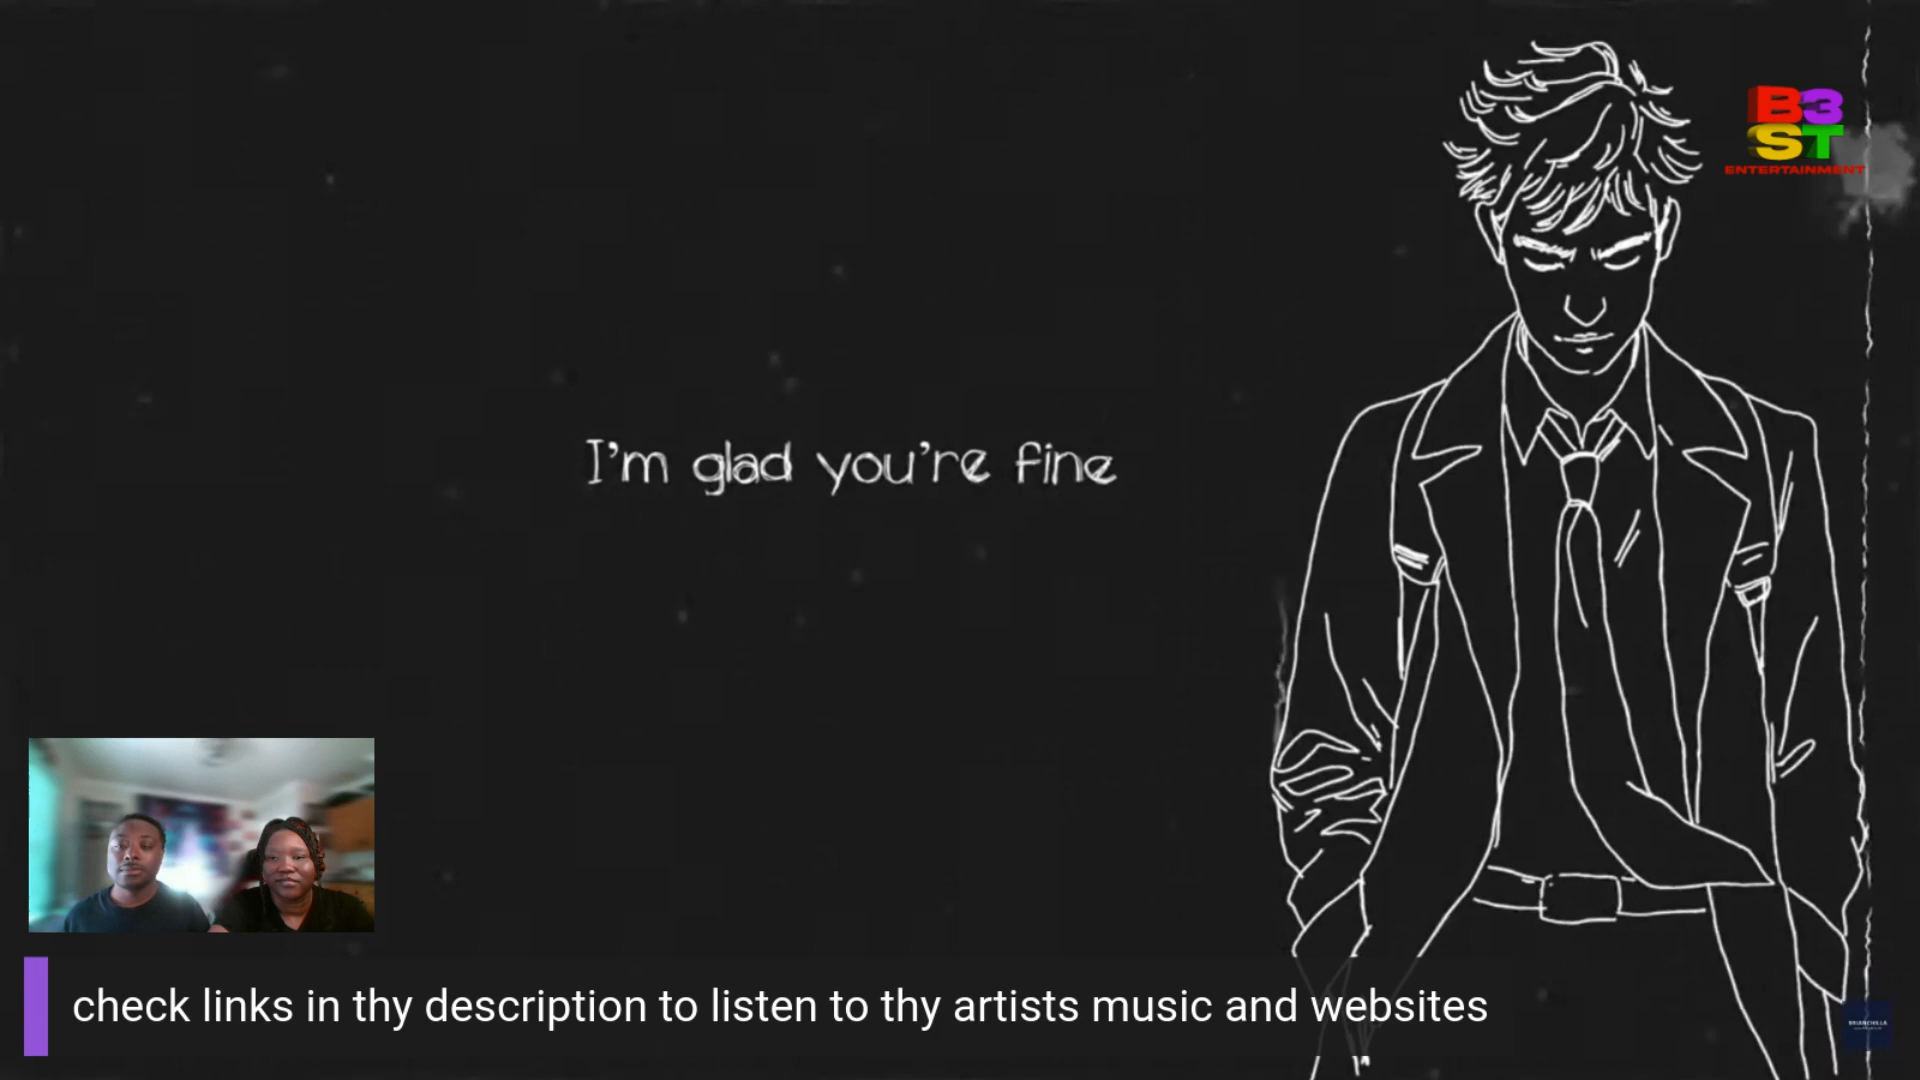 B3
ST
ENTERTAINMENT
I'm glad you're fine
check links in thy description to listen to thy artists music and websites